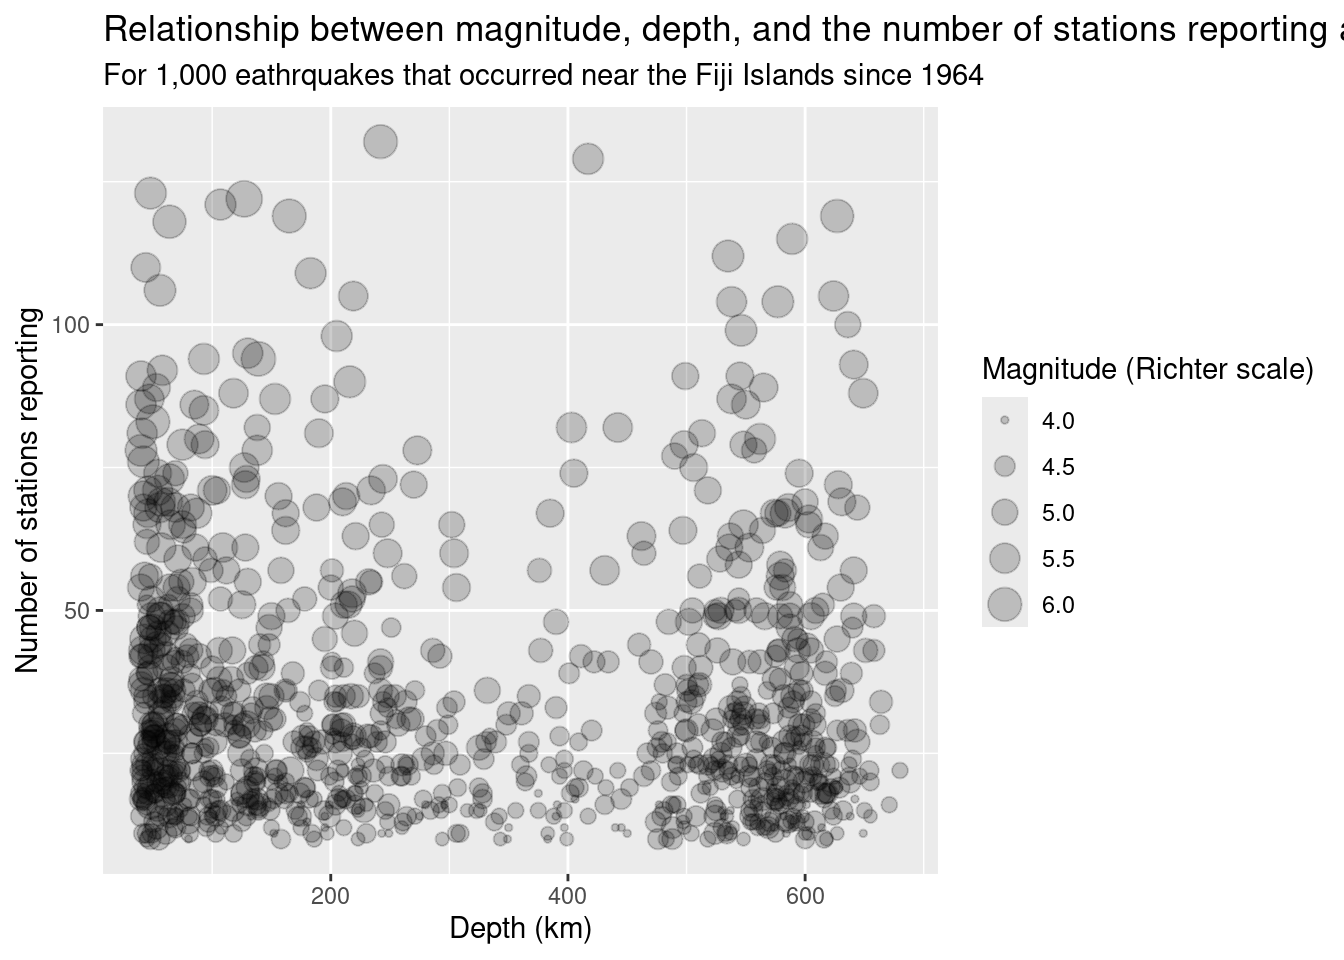 Relationship between magnitude, depth, and the number of stations reporting
For 1,000 eathrquakes that occurred near the Fiji Islands since 1964
Number of stations reporting
100
50
200
400
600
Depth (km)
Magnitude (Richter scale)
4.0
4.5
5.0
5.5
6.0